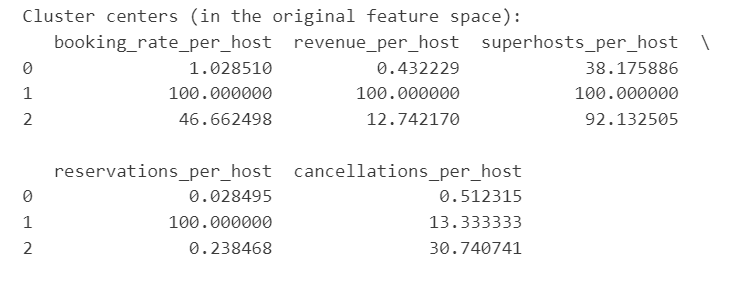 Cluster centers (in the original feature space):
booking_rate_per_host revenue_per_host superhosts_per_host \
0 1.028510 0.432229 38.175886
1 100.000000 100.000000 100.000000
2 46.662498 12.742170 92.132505
reservations_per_host cancellations_per_host
0 0.028495 0.512315
1 100.000000 13.333333
2 0.238468 30.740741